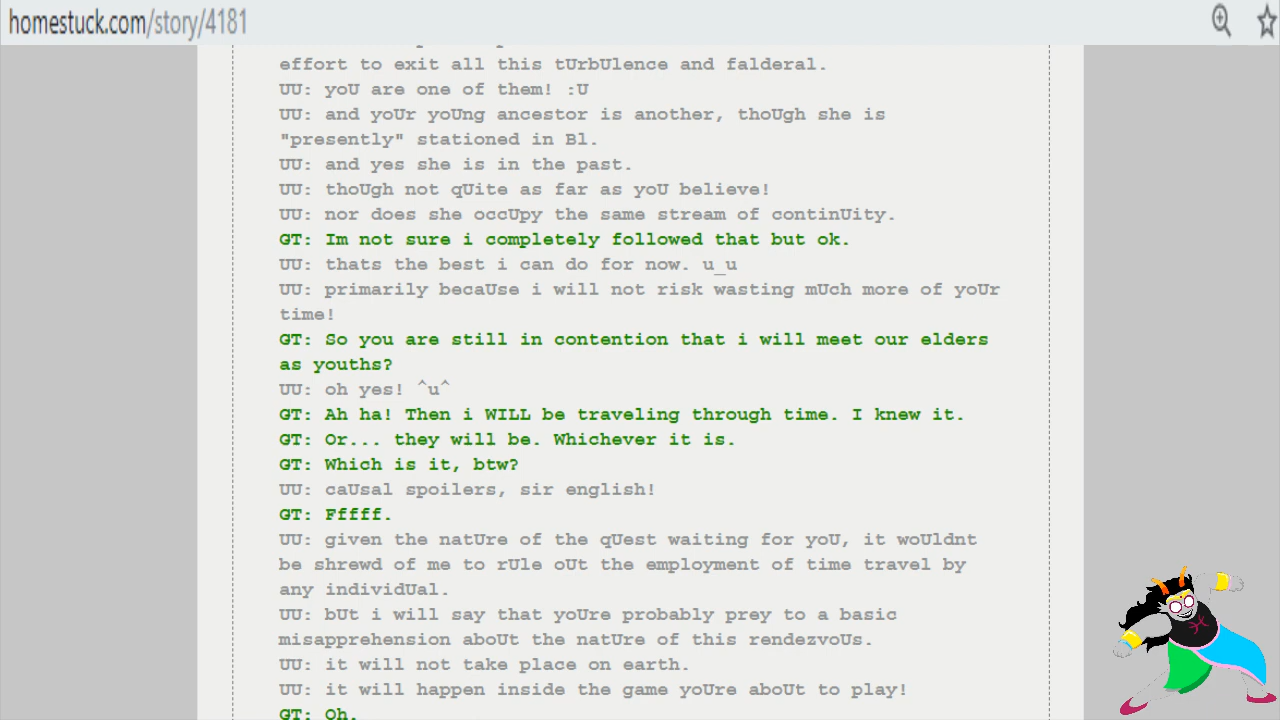 homestuck.com/story/4181
effort to exit all this tUrbUlence and falderal.
UU: yoU are one of them! :U
UU: and yoUr yoUng ancestor is another, thoUgh she is
"presently" stationed in B1.
UU: and yes she is in the past.
UU: thoUgh not qUite as far as yoU believe!
UU: nor does she occUpy the same stream of continUity.
GT: Im not sure i completely followed that but ok.
UU: thats the best i can do for now. u_u
UU: primarily becaUse i will not risk wasting mUch more of yoUr
time!
GT: So you are still in contention that i will meet our elders
as youths?
UU: oh yes! ^u^
GT: Ah ha! Then i WILL be traveling through time. I knew it.
GT: Or... they will be. Whichever it is.
GT: Which is it, btw?
UU: caUsal spoilers, sir english!
GT: Fffff.
UU: given the natUre of the qUest waiting for yoU, it woUldnt
be shrewd of me to rUle oUt the employment of time travel by
any individUal.
UU: bUt i will say that yoUre probably prey to a basic
misapprehension aboUt the natUre of this rendezvoUs.
UU: it will not take place on earth.
UU: it will happen inside the game yoUre aboUt to play!
GT: Oh.